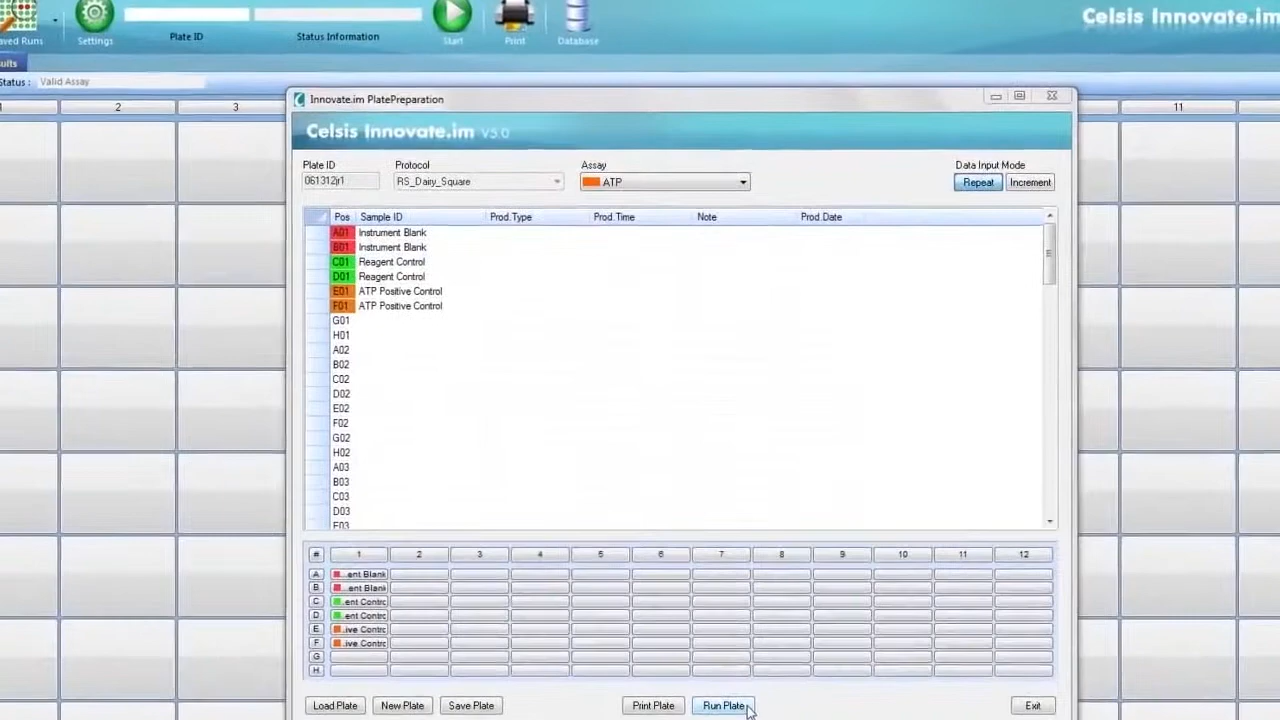 Celsis Innovate.im
aved Runs
Settings
Plate ID
Status Information
Start
Print
Database
ults
Status :
Valid Assay
2
3
11
Innovate.im PlatePreparation
Celsis Innovate.im V3.0
Plate ID
Protocol
Assay
Data Input Mode
061312jr1
RS_Dairy_Square
ATP
Repeat
Increment
Pos Sample ID Prod.Type Prod.Time Note Prod.Date
A01 Instrument Blank
B01 Instrument Blank
C01 Reagent Control
D01 Reagent Control
E01 ATP Positive Control
F01 ATP Positive Control
G01
H01
A02
B02
C02
D02
E02
F02
G02
H02
A03
B03
C03
D03
E03
# 1 2 3 4 5 6 7 8 9 10 11 12
A ...ent Blank
B ...ent Blank
C ...ent Contrc
D ...ent Contrc
E ...ive Contrc
F ...ive Contrc
G
H
Load Plate
New Plate
Save Plate
Print Plate
Run Plate
Exit